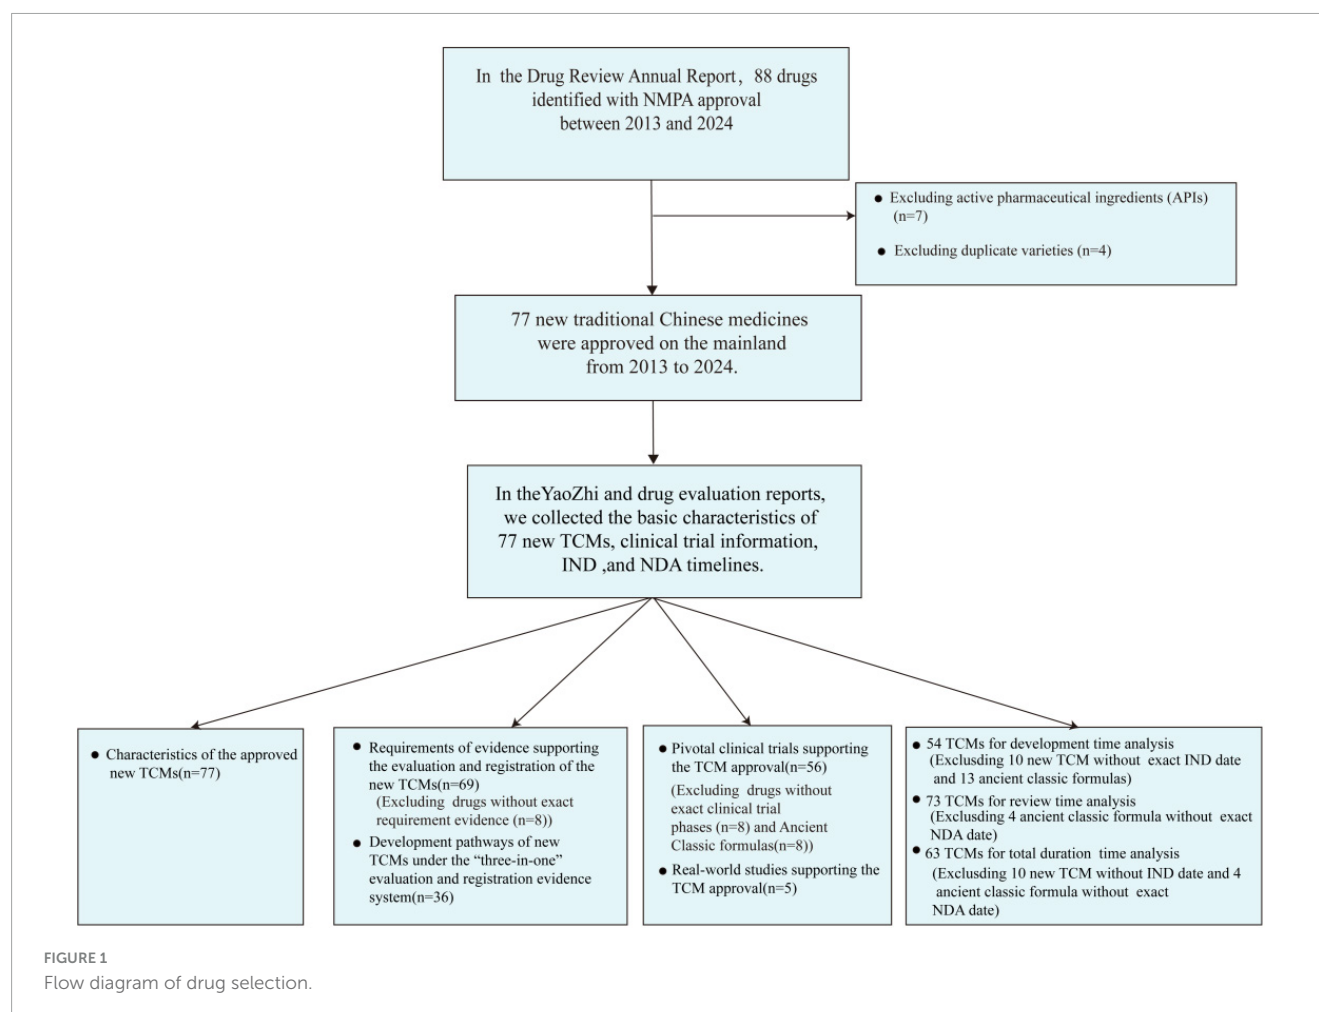 In the Drug Review Annual Report, 88 drugs
identified with NMPA approval
between 2013 and 2024
● Excluding active pharmaceutical ingredients (APIs)
(n=7)
● Excluding duplicate varieties (n=4)
77 new traditional Chinese medicines
were approved on the mainland
from 2013 to 2024.
In theYaoZhi and drug evaluation reports,
we collected the basic characteristics of
77 new TCMs, clinical trial information,
IND ,and NDA timelines.
● Characteristics of the approved
new TCMs(n=77)
● Requirements of evidence supporting
the evaluation and registration of the
new TCMs(n=69)
(Excluding drugs without exact
requirement evidence (n=8))
● Development pathways of new
TCMs under the “three-in-one”
evaluation and registration evidence
system(n=36)
● Pivotal clinical trials supporting
the TCM approval(n=56)
(Excluding drugs without
exact clinical trial
phases (n=8) and Ancient
Classic formulas(n=8))
● Real-world studies supporting the
TCM approval(n=5)
● 54 TCMs for development time analysis
(Exclusding 10 new TCM without exact IND date
and 13 ancient classic formulas)
● 73 TCMs for review time analysis
(Exclusding 4 ancient classic formula without exact
NDA date)
● 63 TCMs for total duration time analysis
(Exclusding 10 new TCM without IND date and 4
ancient classic formula without exact
NDA date)
FIGURE 1
Flow diagram of drug selection.